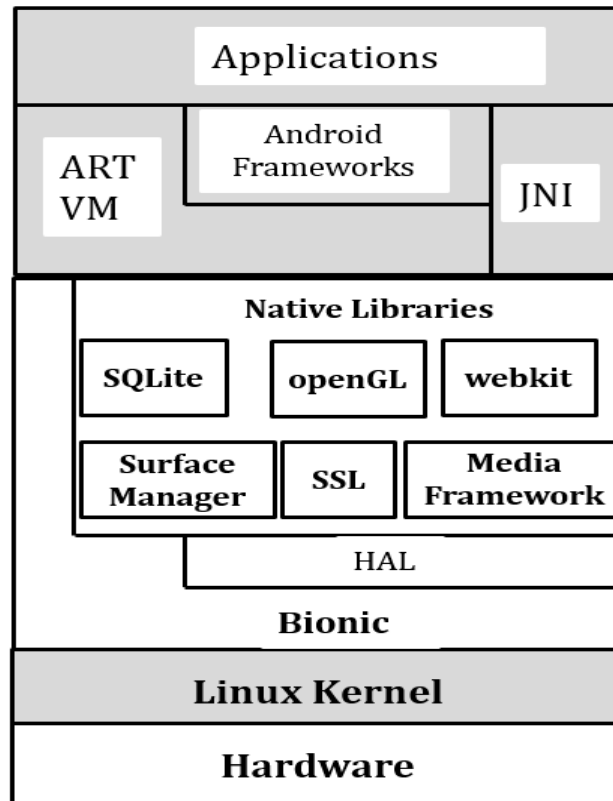 Applications
ART
VM
Android
Frameworks
JNI
Native Libraries
SQLite
openGL
webkit
Surface
Manager
SSL
Media
Framework
HAL
Bionic
Linux Kernel
Hardware